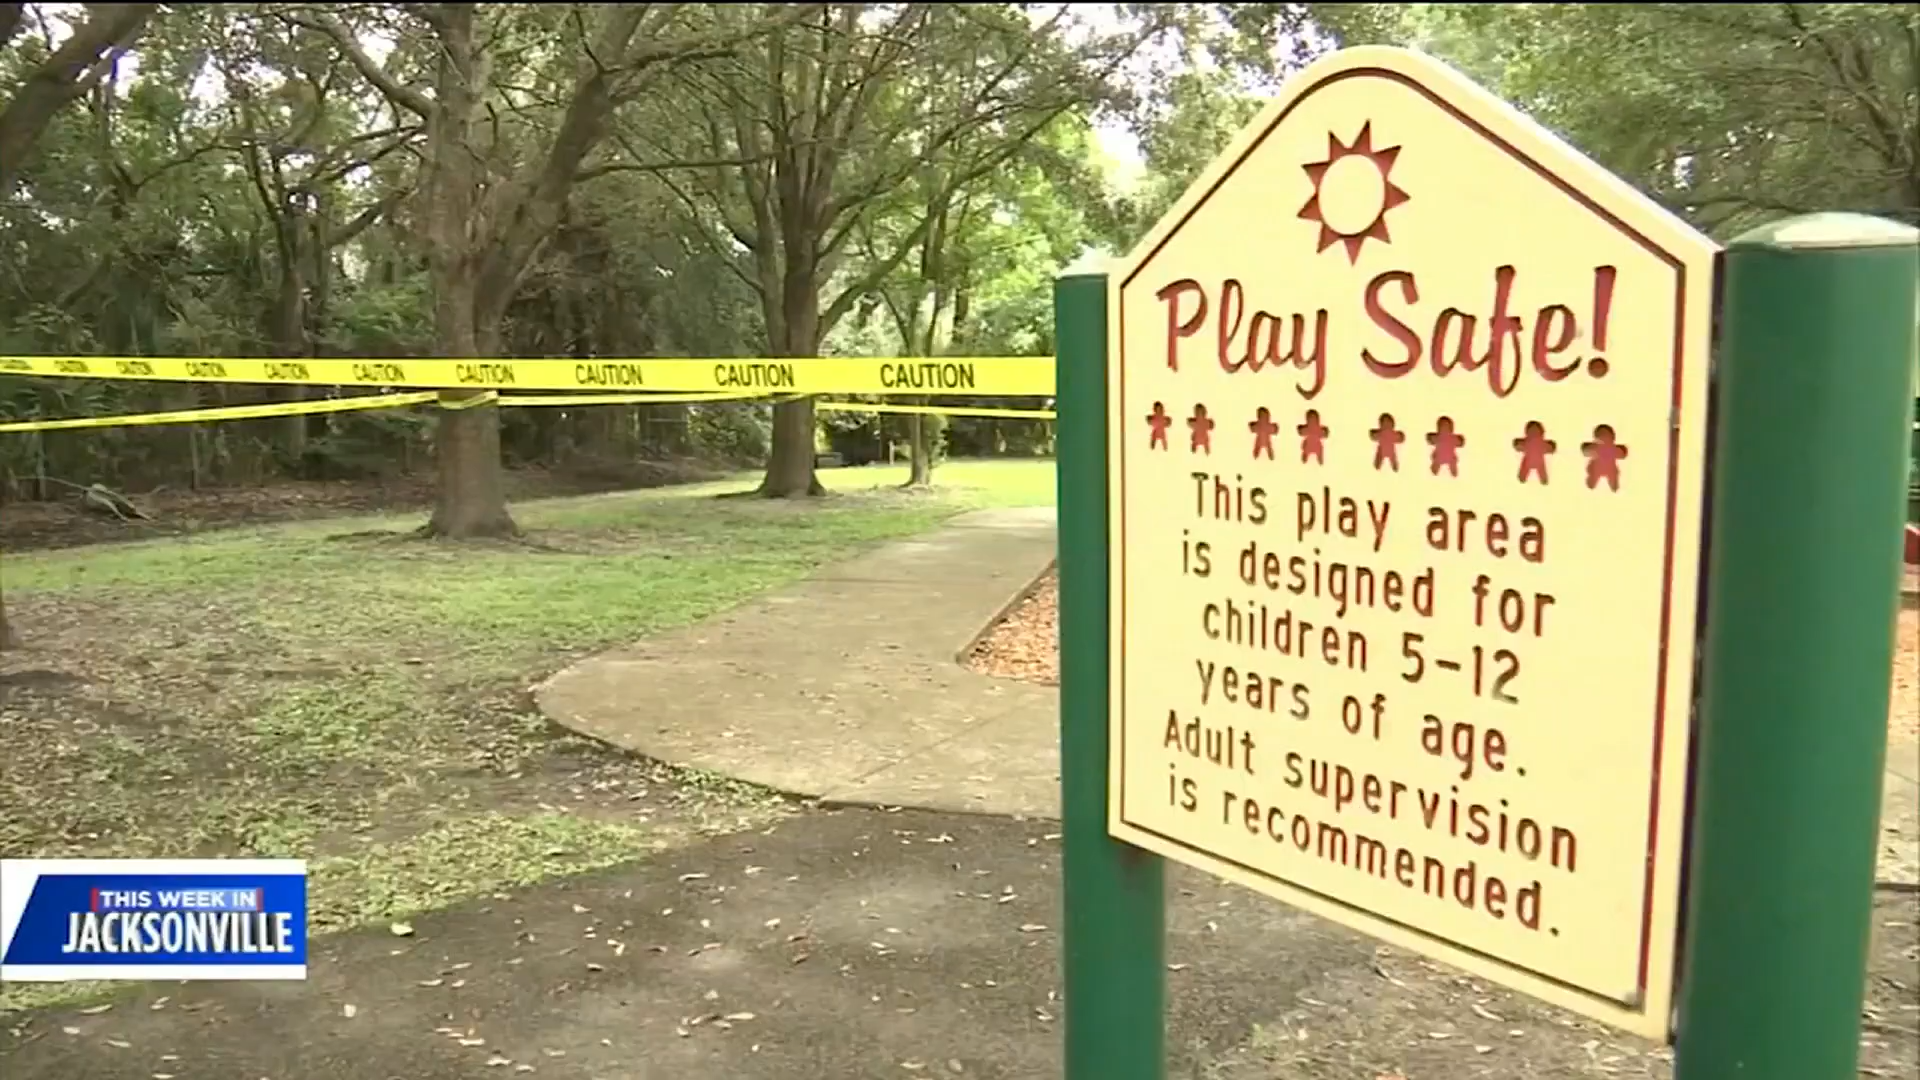 CAUTION CAUTION CAUTION CAUTION CAUTION CAUTION CAUTION CAUTION CAUTION
Play Safe!
This play area
is designed for
children 5-12
years of age.
Adult supervision
is recommended.
THIS WEEK IN
JACKSONVILLE